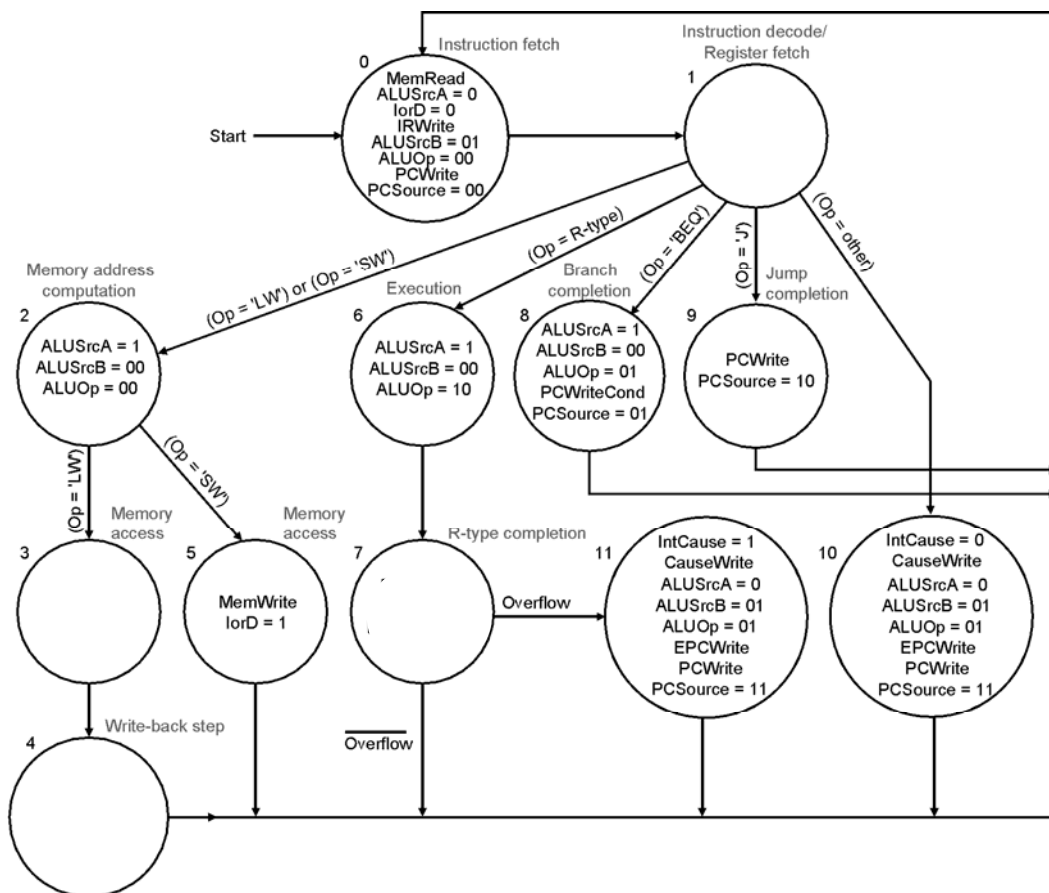 Instruction fetch
0
MemRead
ALUSrcA = 0
IorD = 0
IRWrite
ALUSrcB = 01
ALUOp = 00
PCWrite
PCSource = 00
Start
Instruction decode/
Register fetch
1
(Op = 'LW') or (Op = 'SW')
(Op = R-type)
(Op = 'BEQ')
(Op = 'J')
(Op = other)
Memory address
computation
2
ALUSrcA = 1
ALUSrcB = 00
ALUOp = 00
Execution
6
ALUSrcA = 1
ALUSrcB = 00
ALUOp = 10
Branch
completion
8
ALUSrcA = 1
ALUSrcB = 00
ALUOp = 01
PCWriteCond
PCSource = 01
Jump
completion
9
PCWrite
PCSource = 10
(Op = 'LW')
(Op = 'SW')
Memory
access
3
Memory
access
5
MemWrite
IorD = 1
R-type completion
7
Overflow
Overflow
11
IntCause = 1
CauseWrite
ALUSrcA = 0
ALUSrcB = 01
ALUOp = 01
EPCWrite
PCWrite
PCSource = 11
10
IntCause = 0
CauseWrite
ALUSrcA = 0
ALUSrcB = 01
ALUOp = 01
EPCWrite
PCWrite
PCSource = 11
Write-back step
4